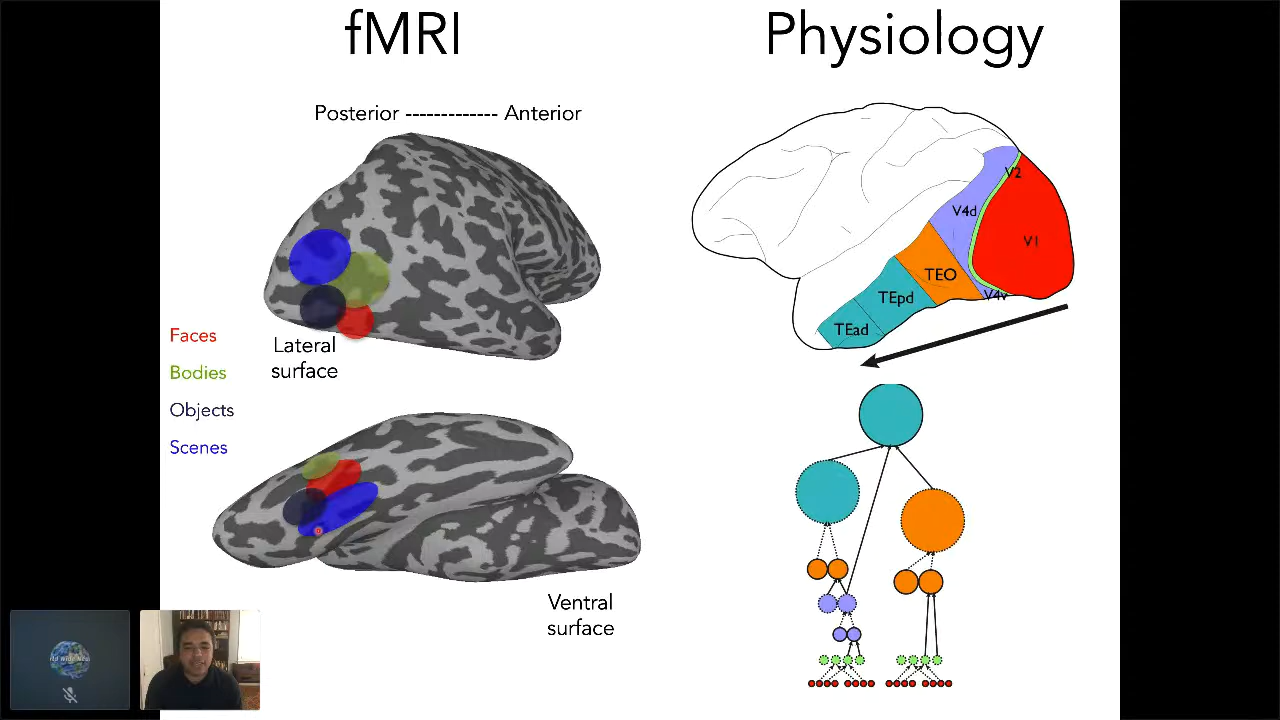 fMRI
Physiology
Posterior ------------- Anterior
V2
V4d
V1
TEO
V4v
TEpd
TEad
Faces
Bodies
Objects
Scenes
Lateral
surface
Ventral
surface